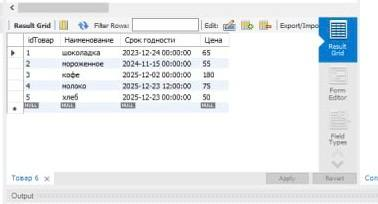 Result Grid Filter Rows: Edit: Export/Impo
idТовар Наименование Срок годности Цена
1 шоколадка 2023-12-24 00:00:00 65
2 мороженное 2024-11-15 00:00:00 55
3 кофе 2025-12-02 00:00:00 180
4 молоко 2025-12-23 12:00:00 75
5 хлеб 2025-12-23 00:00:00 50
NULL NULL NULL NULL
Result
Grid
Form
Editor
Field
Types
Товар 6 Apply Revert Con
Output